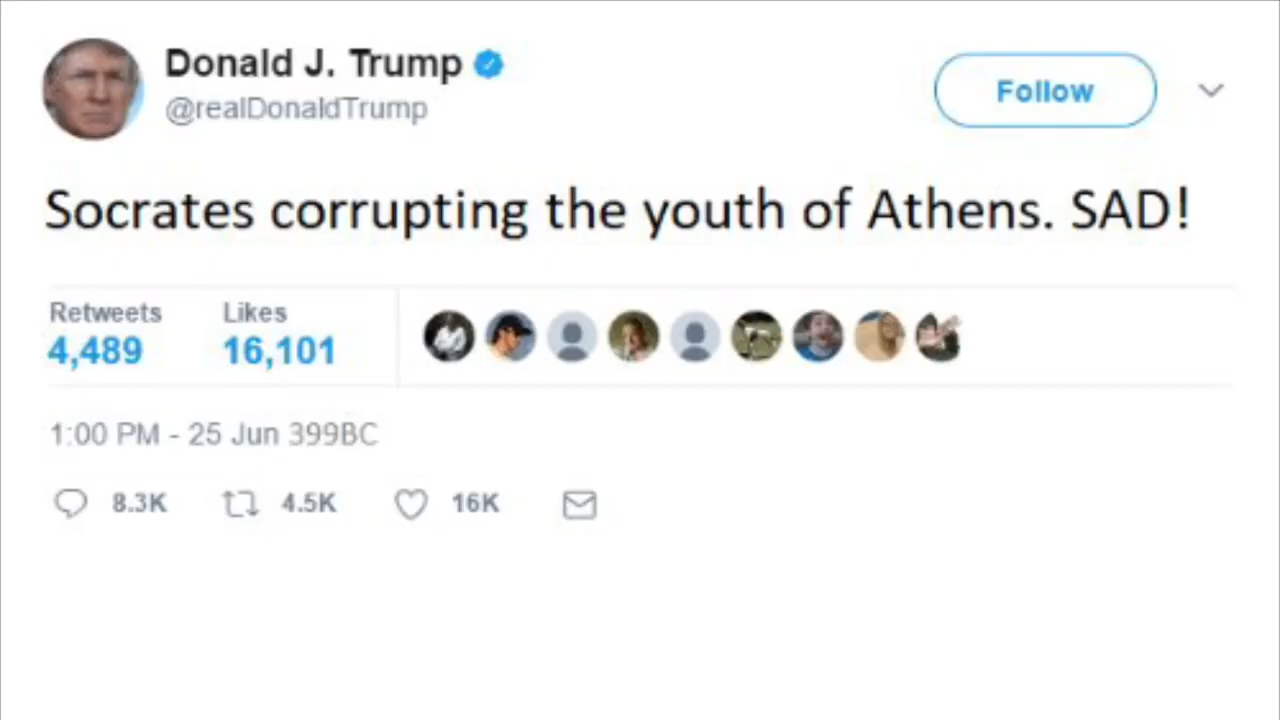 Donald J. Trump
@realDonaldTrump
Follow
Socrates corrupting the youth of Athens. SAD!
Retweets Likes
4,489 16,101
1:00 PM - 25 Jun 399BC
8.3K 4.5K 16K